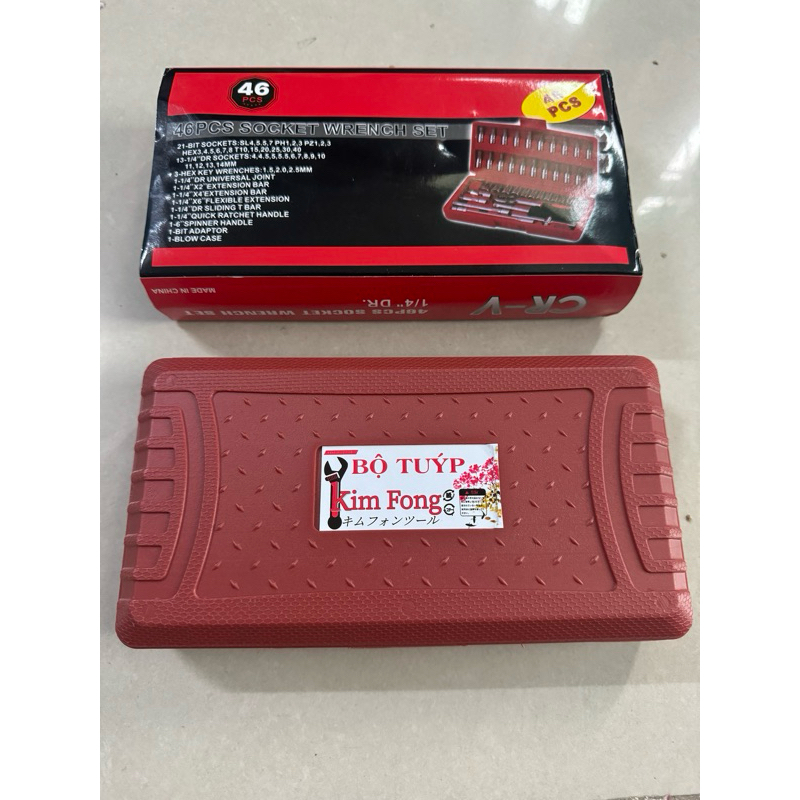 46
PCS
46
PCS
46PCS SOCKET WRENCH SET
21-BIT SOCKETS:SL4,5.5,7 PH1,2,3 PZ1,2,3
HEX3,4,5,6,7,8 T10,15,20,25,30,40
13-1/4"DR SOCKETS:4,4.5,5,5.5,6,7,8,9,10
11,12,13,14MM
3-HEX KEY WRENCHES:1.5,2.0,2.5MM
1-1/4"DR UNIVERSAL JOINT
1-1/4"X2"EXTENSION BAR
1-1/4"X4"EXTENSION BAR
1-1/4"X6"FLEXIBLE EXTENSION
1-1/4"DR SLIDING T BAR
1-1/4"QUICK RATCHET HANDLE
1-6"SPINNER HANDLE
1-BIT ADAPTOR
1-BLOW CASE
CR-V
1/4" DR.
46PCS SOCKET WRENCH SET
MADE IN CHINA
BỘ TUÝP
Kim Fong
キムフォンツール